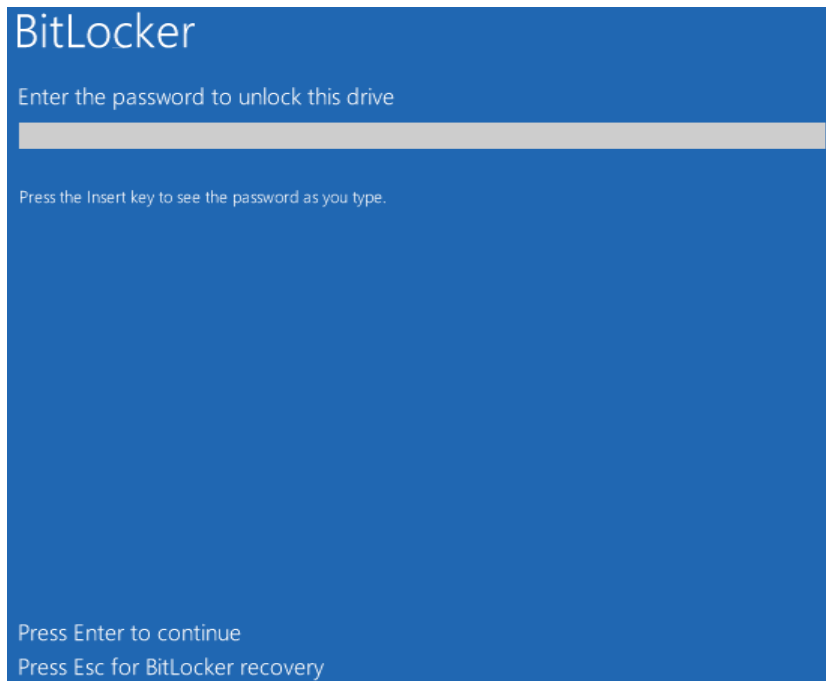 BitLocker
Enter the password to unlock this drive
Press the Insert key to see the password as you type.
Press Enter to continue
Press Esc for BitLocker recovery